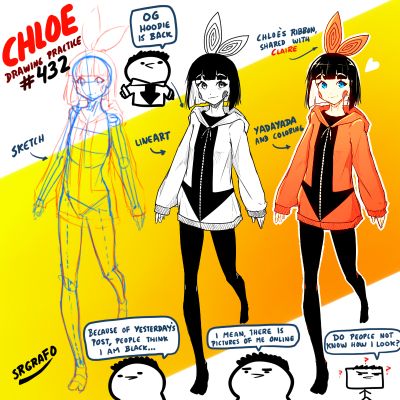 CHLOE
DRAWING PRACTICE
#432
OG
HOODIE
IS BACK
CHLOE'S RIBBON,
SHARED WITH
CLAIRE
SKETCH
LINEART
YADAYADA
AND COLORING
BECAUSE OF YESTERDAY'S
POST, PEOPLE THINK
I AM BLACK...
I MEAN, THERE IS
PICTURES OF ME ONLINE
DO PEOPLE NOT
KNOW HOW I LOOK?
? ? ? ?
SRGRAFO